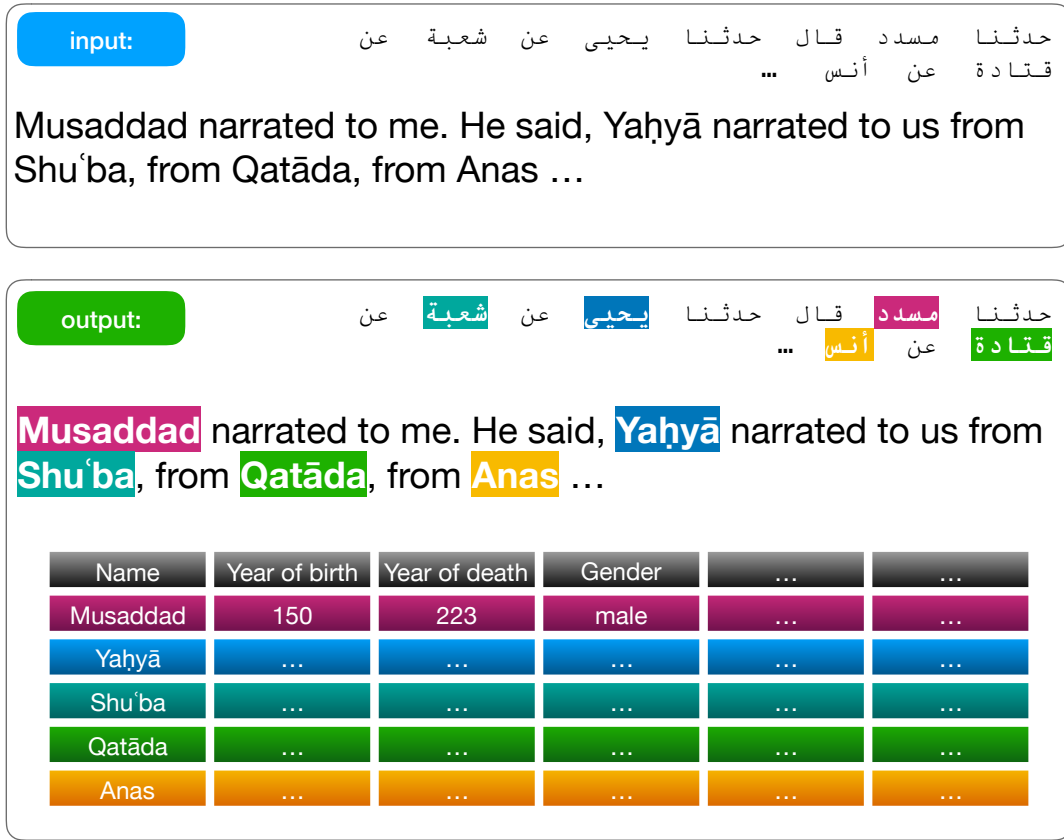 input:
حدثنا مسدد قال حدثنا يحيى عن شعبة عن
قتادة عن أنس ...
Musaddad narrated to me. He said, Yaḥyā narrated to us from
Shuʿba, from Qatāda, from Anas …
output:
حدثنا مسدد قال حدثنا يحيى عن شعبة عن
قتادة عن أنس ...
Musaddad narrated to me. He said, Yaḥyā narrated to us from
Shuʿba, from Qatāda, from Anas …
Name Year of birth Year of death Gender … …
Musaddad 150 223 male … …
Yaḥyā … … … … …
Shuʿba … … … … …
Qatāda … … … … …
Anas … … … … …